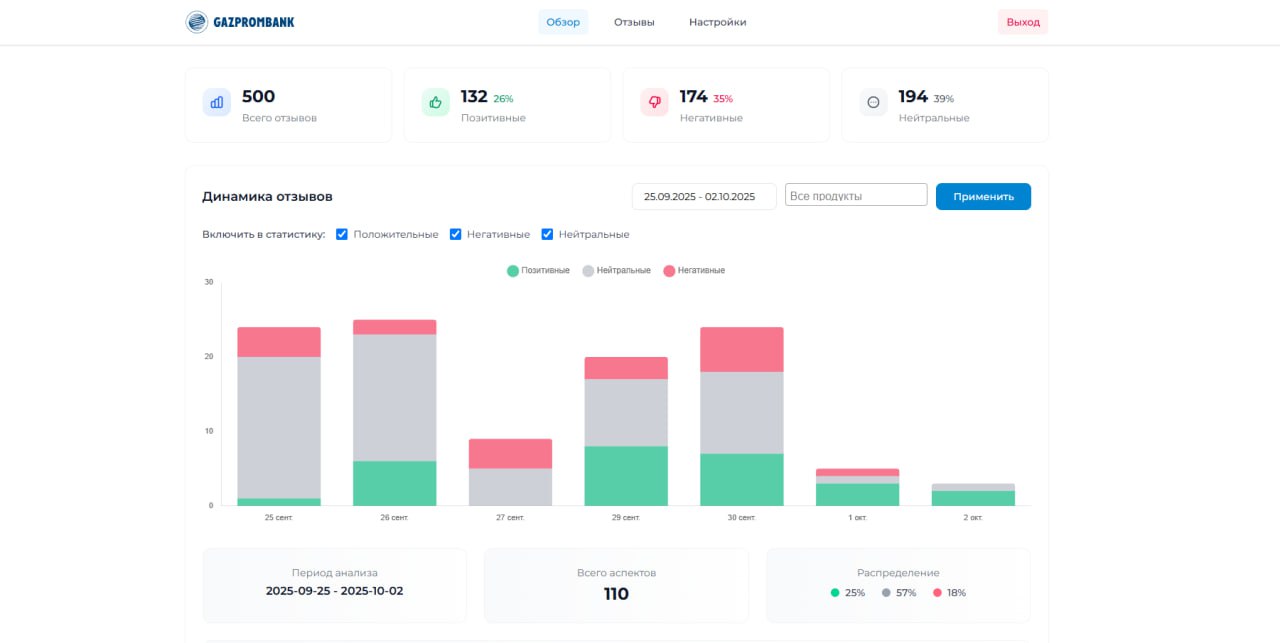 GAZPROMBANK
Обзор Отзывы Настройки Выход
500
Всего отзывов
132 26%
Позитивные
174 35%
Негативные
194 39%
Нейтральные
Динамика отзывов
25.09.2025 - 02.10.2025
Все продукты
Применить
Включить в статистику: Положительные Негативные Нейтральные
Позитивные Нейтральные Негативные
30
20
10
0
25 сент. 26 сент. 27 сент. 29 сент. 30 сент. 1 окт. 2 окт.
Период анализа
2025-09-25 - 2025-10-02
Всего аспектов
110
Распределение
25% 57% 18%